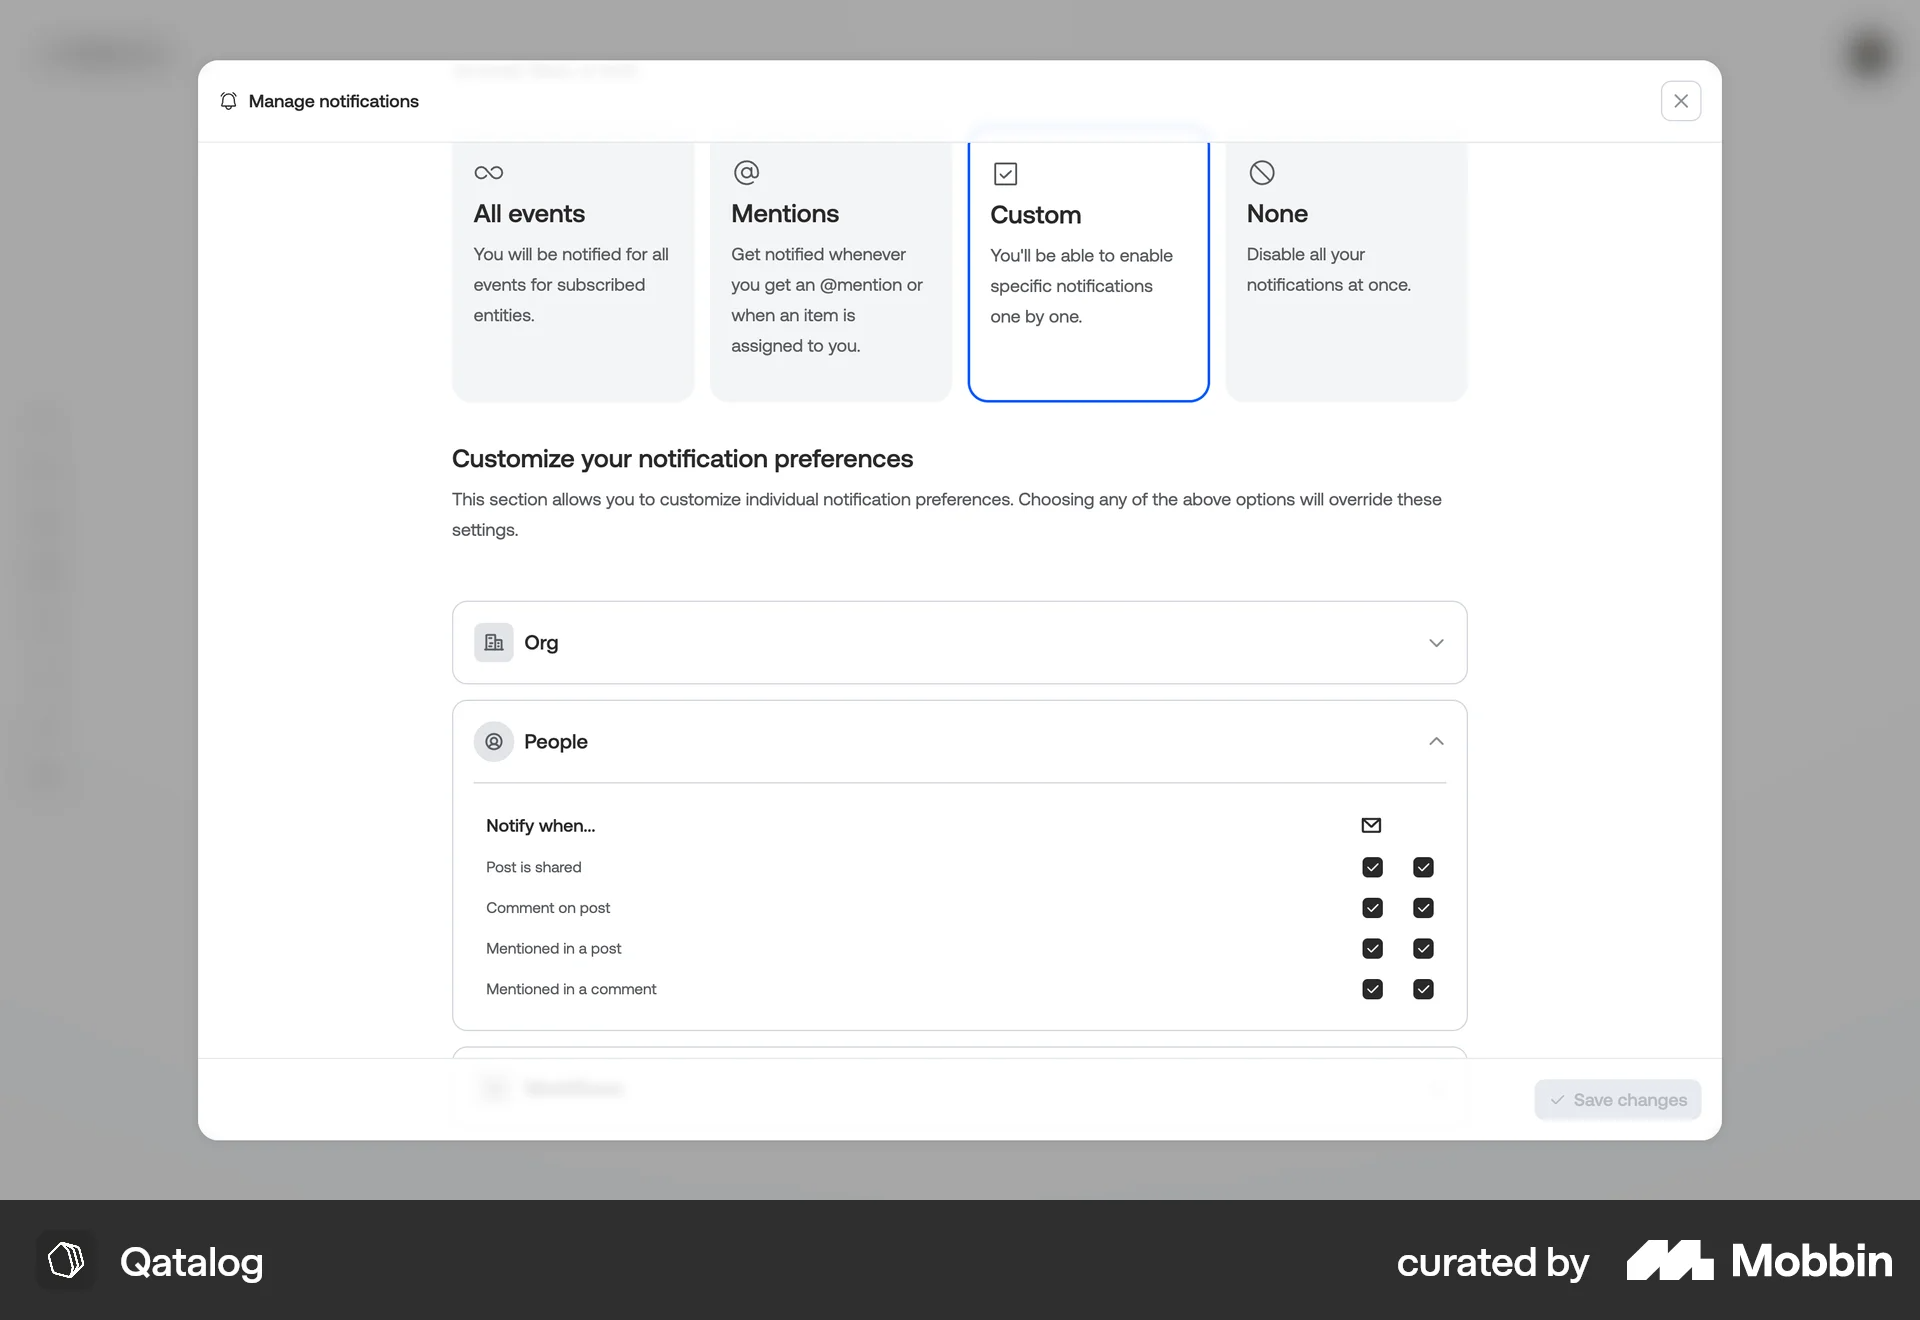 Manage notifications
All events
You will be notified for all
events for subscribed
entities.
Mentions
Get notified whenever
you get an @mention or
when an item is
assigned to you.
Custom
You'll be able to enable
specific notifications
one by one.
None
Disable all your
notifications at once.
Customize your notification preferences
This section allows you to customize individual notification preferences. Choosing any of the above options will override these
settings.
Org
People
Notify when...
Post is shared
Comment on post
Mentioned in a post
Mentioned in a comment
Save changes
Qatalog
curated by Mobbin